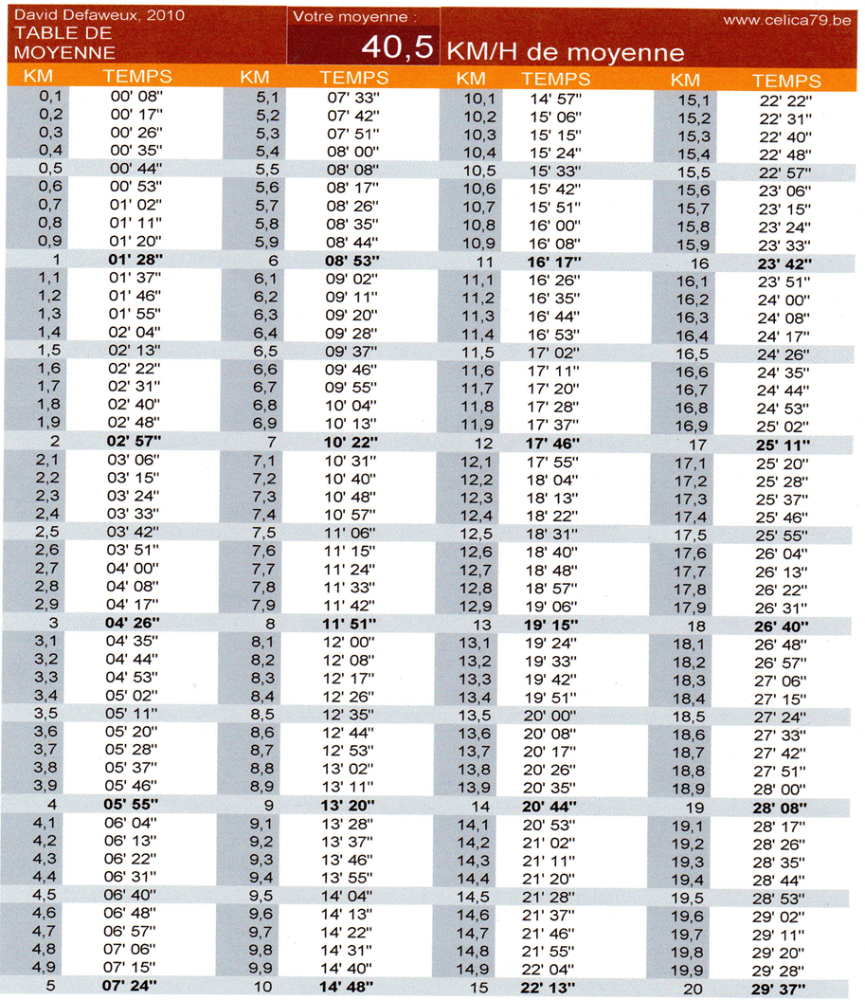 David Defaweux, 2010 Votre moyenne : www.celica79.be
TABLE DE
MOYENNE 40,5 KM/H de moyenne
KM TEMPS KM TEMPS KM TEMPS KM TEMPS
0,1 00' 08" 5,1 07' 33" 10,1 14' 57" 15,1 22' 22"
0,2 00' 17" 5,2 07' 42" 10,2 15' 06" 15,2 22' 31"
0,3 00' 26" 5,3 07' 51" 10,3 15' 15" 15,3 22' 40"
0,4 00' 35" 5,4 08' 00" 10,4 15' 24" 15,4 22' 48"
0,5 00' 44" 5,5 08' 08" 10,5 15' 33" 15,5 22' 57"
0,6 00' 53" 5,6 08' 17" 10,6 15' 42" 15,6 23' 06"
0,7 01' 02" 5,7 08' 26" 10,7 15' 51" 15,7 23' 15"
0,8 01' 11" 5,8 08' 35" 10,8 16' 00" 15,8 23' 24"
0,9 01' 20" 5,9 08' 44" 10,9 16' 08" 15,9 23' 33"
1 01' 28" 6 08' 53" 11 16' 17" 16 23' 42"
1,1 01' 37" 6,1 09' 02" 11,1 16' 26" 16,1 23' 51"
1,2 01' 46" 6,2 09' 11" 11,2 16' 35" 16,2 24' 00"
1,3 01' 55" 6,3 09' 20" 11,3 16' 44" 16,3 24' 08"
1,4 02' 04" 6,4 09' 28" 11,4 16' 53" 16,4 24' 17"
1,5 02' 13" 6,5 09' 37" 11,5 17' 02" 16,5 24' 26"
1,6 02' 22" 6,6 09' 46" 11,6 17' 11" 16,6 24' 35"
1,7 02' 31" 6,7 09' 55" 11,7 17' 20" 16,7 24' 44"
1,8 02' 40" 6,8 10' 04" 11,8 17' 28" 16,8 24' 53"
1,9 02' 48" 6,9 10' 13" 11,9 17' 37" 16,9 25' 02"
2 02' 57" 7 10' 22" 12 17' 46" 17 25' 11"
2,1 03' 06" 7,1 10' 31" 12,1 17' 55" 17,1 25' 20"
2,2 03' 15" 7,2 10' 40" 12,2 18' 04" 17,2 25' 28"
2,3 03' 24" 7,3 10' 48" 12,3 18' 13" 17,3 25' 37"
2,4 03' 33" 7,4 10' 57" 12,4 18' 22" 17,4 25' 46"
2,5 03' 42" 7,5 11' 06" 12,5 18' 31" 17,5 25' 55"
2,6 03' 51" 7,6 11' 15" 12,6 18' 40" 17,6 26' 04"
2,7 04' 00" 7,7 11' 24" 12,7 18' 48" 17,7 26' 13"
2,8 04' 08" 7,8 11' 33" 12,8 18' 57" 17,8 26' 22"
2,9 04' 17" 7,9 11' 42" 12,9 19' 06" 17,9 26' 31"
3 04' 26" 8 11' 51" 13 19' 15" 18 26' 40"
3,1 04' 35" 8,1 12' 00" 13,1 19' 24" 18,1 26' 48"
3,2 04' 44" 8,2 12' 08" 13,2 19' 33" 18,2 26' 57"
3,3 04' 53" 8,3 12' 17" 13,3 19' 42" 18,3 27' 06"
3,4 05' 02" 8,4 12' 26" 13,4 19' 51" 18,4 27' 15"
3,5 05' 11" 8,5 12' 35" 13,5 20' 00" 18,5 27' 24"
3,6 05' 20" 8,6 12' 44" 13,6 20' 08" 18,6 27' 33"
3,7 05' 28" 8,7 12' 53" 13,7 20' 17" 18,7 27' 42"
3,8 05' 37" 8,8 13' 02" 13,8 20' 26" 18,8 27' 51"
3,9 05' 46" 8,9 13' 11" 13,9 20' 35" 18,9 28' 00"
4 05' 55" 9 13' 20" 14 20' 44" 19 28' 08"
4,1 06' 04" 9,1 13' 28" 14,1 20' 53" 19,1 28' 17"
4,2 06' 13" 9,2 13' 37" 14,2 21' 02" 19,2 28' 26"
4,3 06' 22" 9,3 13' 46" 14,3 21' 11" 19,3 28' 35"
4,4 06' 31" 9,4 13' 55" 14,4 21' 20" 19,4 28' 44"
4,5 06' 40" 9,5 14' 04" 14,5 21' 28" 19,5 28' 53"
4,6 06' 48" 9,6 14' 13" 14,6 21' 37" 19,6 29' 02"
4,7 06' 57" 9,7 14' 22" 14,7 21' 46" 19,7 29' 11"
4,8 07' 06" 9,8 14' 31" 14,8 21' 55" 19,8 29' 20"
4,9 07' 15" 9,9 14' 40" 14,9 22' 04" 19,9 29' 28"
5 07' 24" 10 14' 48" 15 22' 13" 20 29' 37"